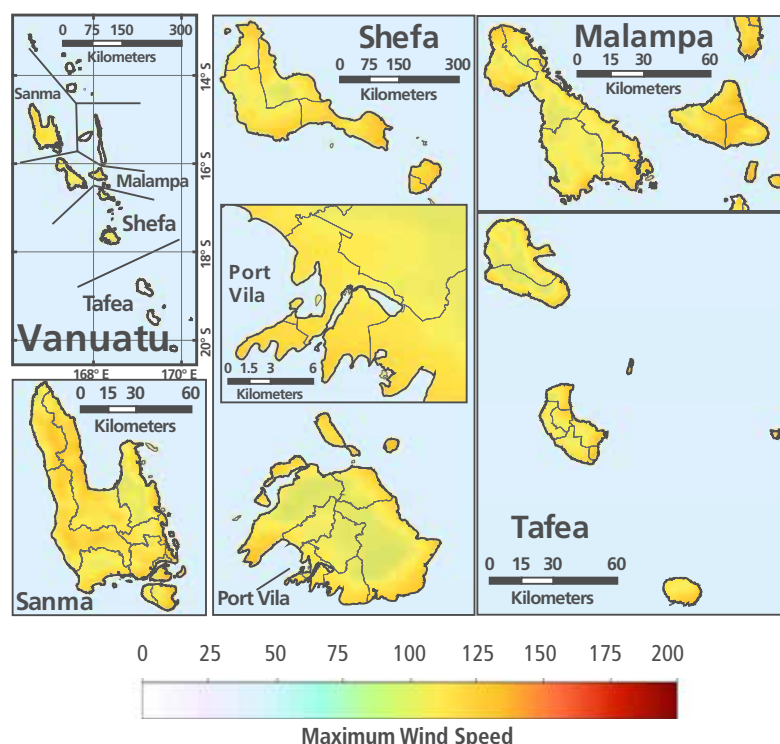 0 75 150 300
Kilometers
Sanma
Malampa
Shefa
Tafea
Vanuatu
14° S
16° S
18° S
20° S
168° E
170° E
Shefa
0 75 150 300
Kilometers
Malampa
0 15 30 60
Kilometers
Port
Vila
0 1.5 3 6
Kilometers
0 15 30 60
Kilometers
Sanma
Port Vila
Tafea
0 15 30 60
Kilometers
0 25 50 75 100 125 150 175 200
Maximum Wind Speed